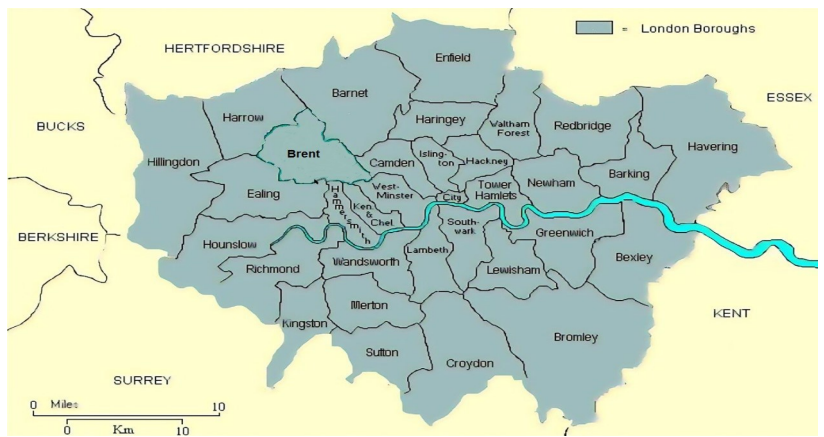 = London Boroughs
HERTFORDSHIRE
Enfield
Barnet
ESSEX
Harrow
Haringey
Waltham
Forest
Redbridge
BUCKS
Havering
Brent
Hillingdon
Camden
Isling-
ton
Hackney
Barking
Ealing
West-
Minster
Tower
Hamlets
Newham
Hammersmith
Ken.
&
Chel
City
BERKSHIRE
Hounslow
South-
wark
Greenwich
Richmond
Wandsworth
Lambeth
Lewisham
Bexley
Merton
Kingston
KENT
Sutton
Croydon
Bromley
SURREY
0 Miles 10
0 Km 10